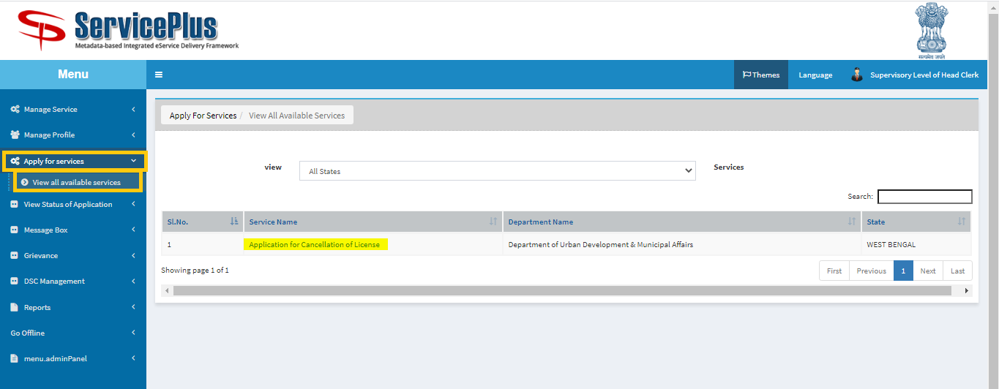 ServicePlus
Metadata-based Integrated eService Delivery Framework
सत्यमेव जयते
Menu
Themes
Language
Supervisory Level of Head Clerk
Manage Service
Manage Profile
Apply for services
View all available services
View Status of Application
Message Box
Grievance
DSC Management
Reports
Go Offline
menu.adminPanel
Apply For Services / View All Available Services
view All States Services
Search:
Sl.No. Service Name Department Name State
1 Application for Cancellation of License Department of Urban Development & Municipal Affairs WEST BENGAL
Showing page 1 of 1
First Previous 1 Next Last